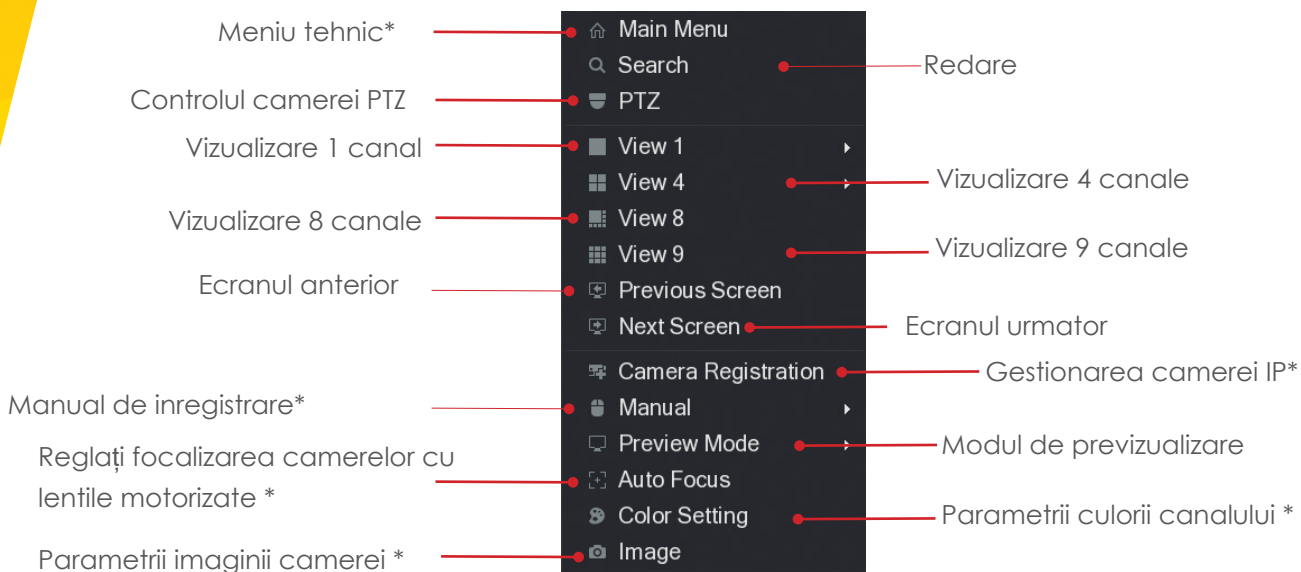 Meniu tehnic*
Main Menu
Search
Redare
Controlul camerei PTZ
PTZ
Vizualizare 1 canal
View 1
View 4
Vizualizare 4 canale
Vizualizare 8 canale
View 8
View 9
Vizualizare 9 canale
Ecranul anterior
Previous Screen
Next Screen
Ecranul urmator
Camera Registration
Gestionarea camerei IP*
Manual de inregistrare*
Manual
Preview Mode
Modul de previzualizare
Reglați focalizarea camerelor cu
lentile motorizate *
Auto Focus
Color Setting
Parametrii culorii canalului *
Parametrii imaginii camerei *
Image